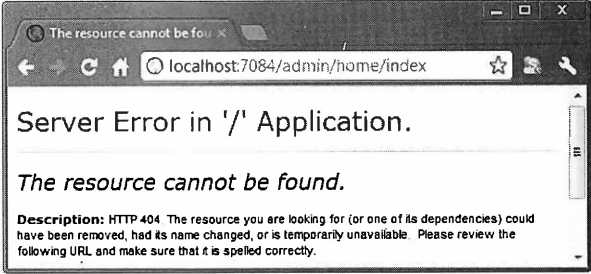 The resource cannot be fou
localhost:7084/admin/home/index
Server Error in '/' Application.
The resource cannot be found.
Description: HTTP 404. The resource you are looking for (or one of its dependencies) could
have been removed, had its name changed, or is temporarily unavailable. Please review the
following URL and make sure that it is spelled correctly.